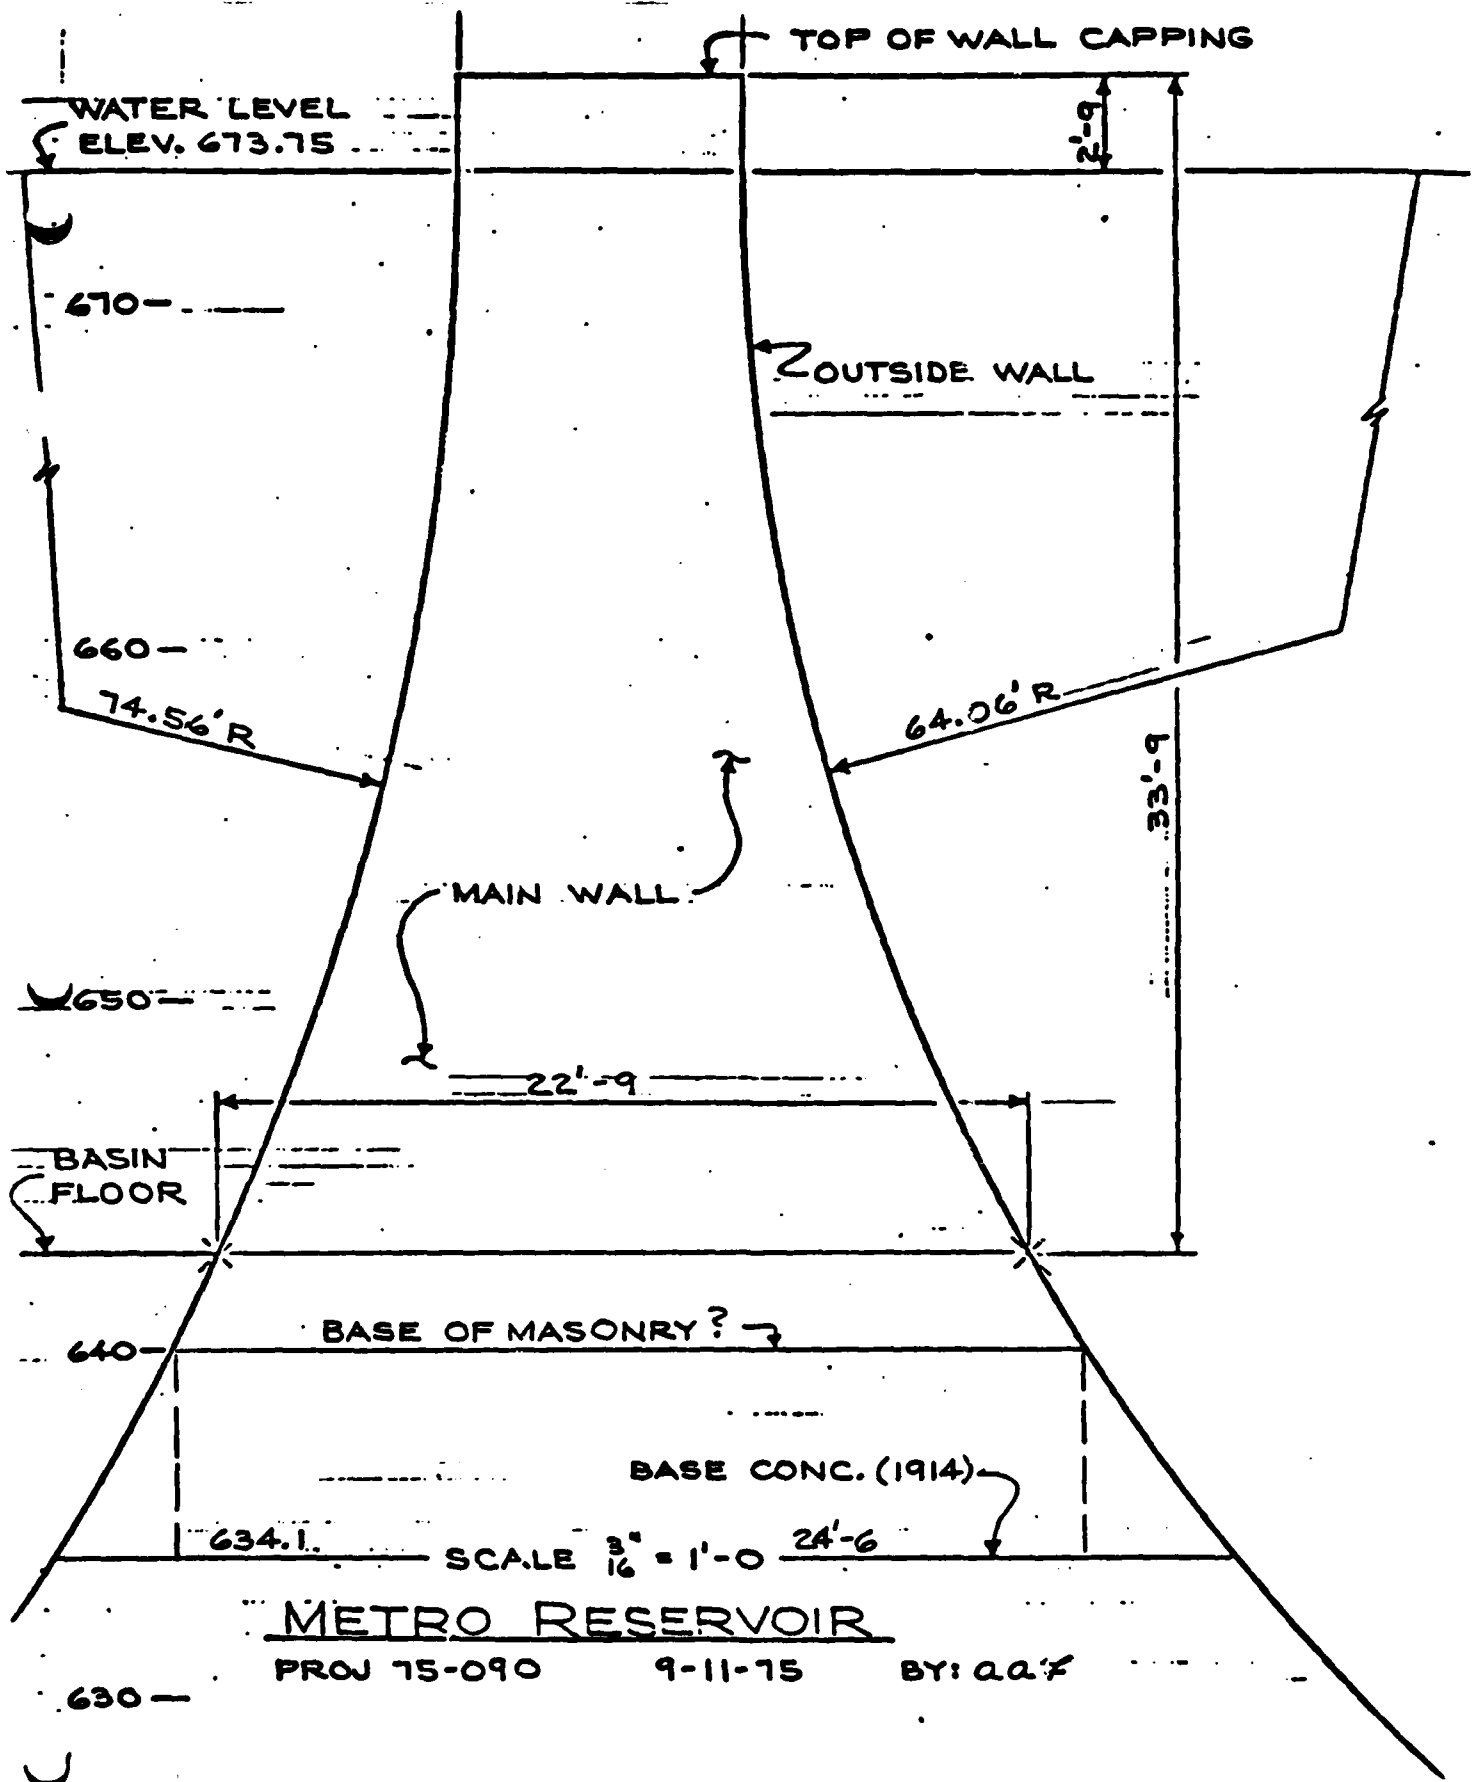 TOP OF WALL CAPPING
WATER LEVEL
ELEV. 673.75
2'-9
670
OUTSIDE WALL
660
74.56' R
64.06' R
33'-9
MAIN WALL
650
22'-9
BASIN
FLOOR
BASE OF MASONRY?
640
BASE CONC. (1914)
634.1
24'-6
SCALE 3/16" = 1'-0
METRO RESERVOIR
PROJ 75-090 9-11-75 BY: aaf
630